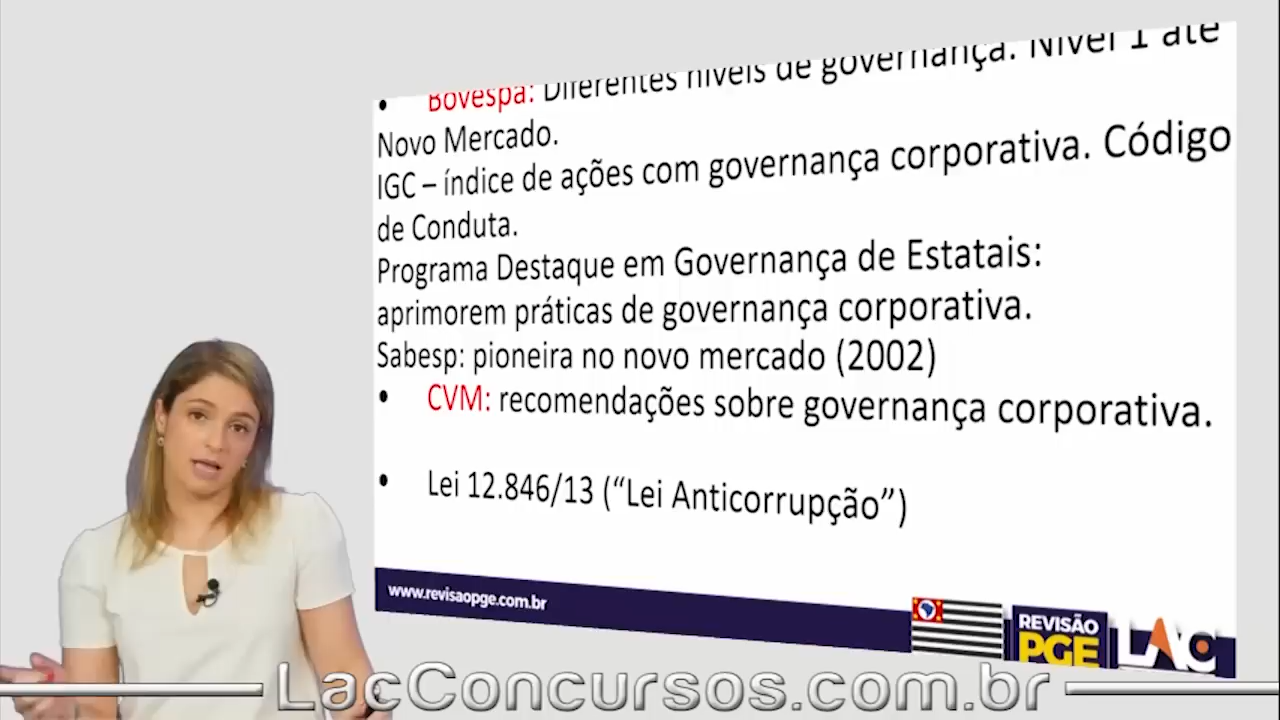 • Bovespa: Diferentes níveis de governança. Nível 1 até
Novo Mercado.
IGC – índice de ações com governança corporativa. Código
de Conduta.
Programa Destaque em Governança de Estatais:
aprimorem práticas de governança corporativa.
Sabesp: pioneira no novo mercado (2002)
• CVM: recomendações sobre governança corporativa.
• Lei 12.846/13 (“Lei Anticorrupção”)
www.revisaopge.com.br
REVISÃO
PGE
LAC
LacConcursos.com.br